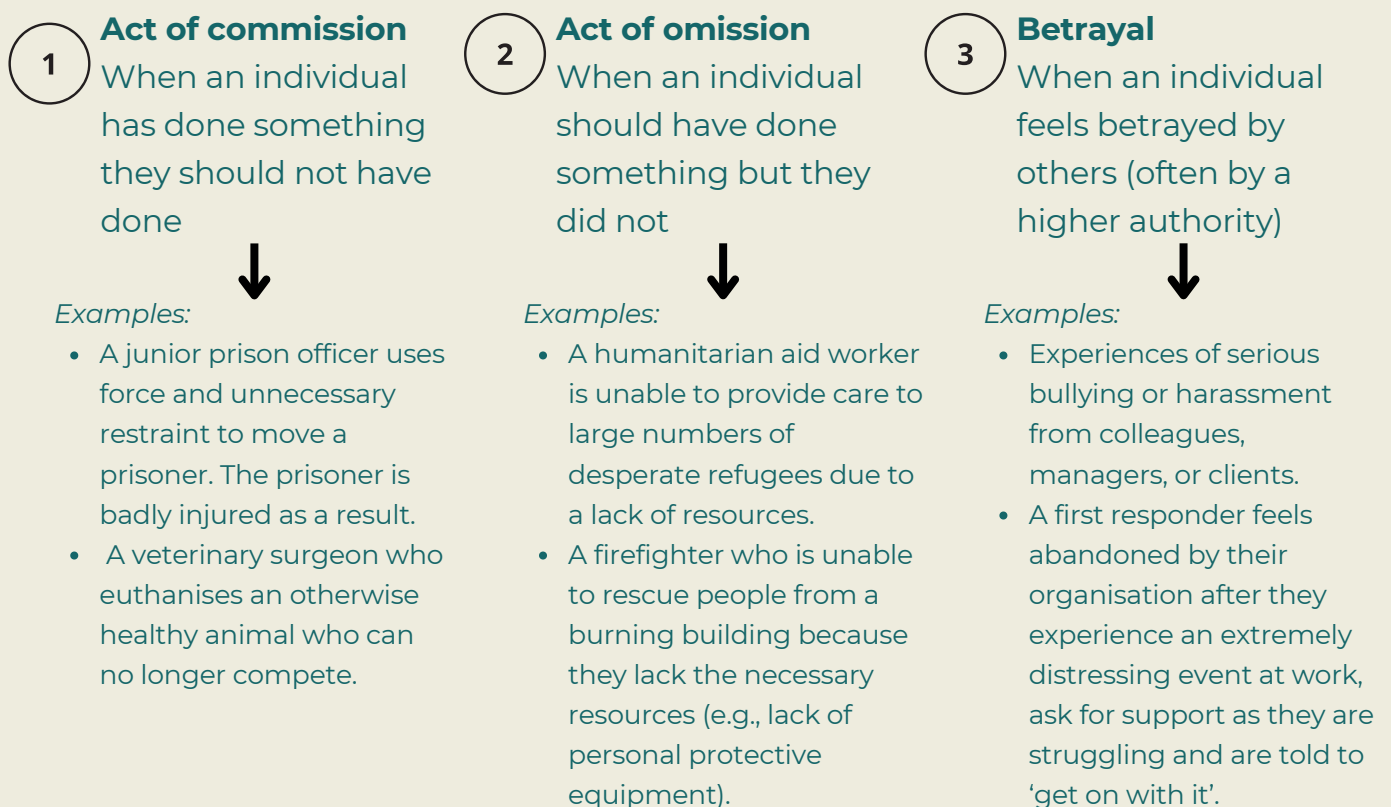 1
Act of commission
When an individual
has done something
they should not have
done
Examples:
• A junior prison officer uses
force and unnecessary
restraint to move a
prisoner. The prisoner is
badly injured as a result.
• A veterinary surgeon who
euthanises an otherwise
healthy animal who can
no longer compete.
2
Act of omission
When an individual
should have done
something but they
did not
Examples:
• A humanitarian aid worker
is unable to provide care to
large numbers of
desperate refugees due to
a lack of resources.
• A firefighter who is unable
to rescue people from a
burning building because
they lack the necessary
resources (e.g., lack of
personal protective
equipment).
3
Betrayal
When an individual
feels betrayed by
others (often by a
higher authority)
Examples:
• Experiences of serious
bullying or harassment
from colleagues,
managers, or clients.
• A first responder feels
abandoned by their
organisation after they
experience an extremely
distressing event at work,
ask for support as they are
struggling and are told to
‘get on with it’.